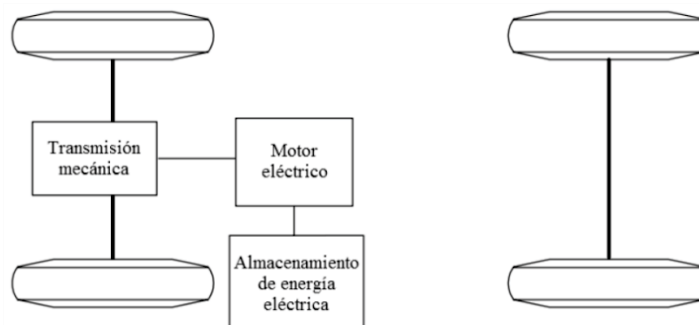 Transmisión
mecánica
Motor
eléctrico
Almacenamiento
de energía
eléctrica